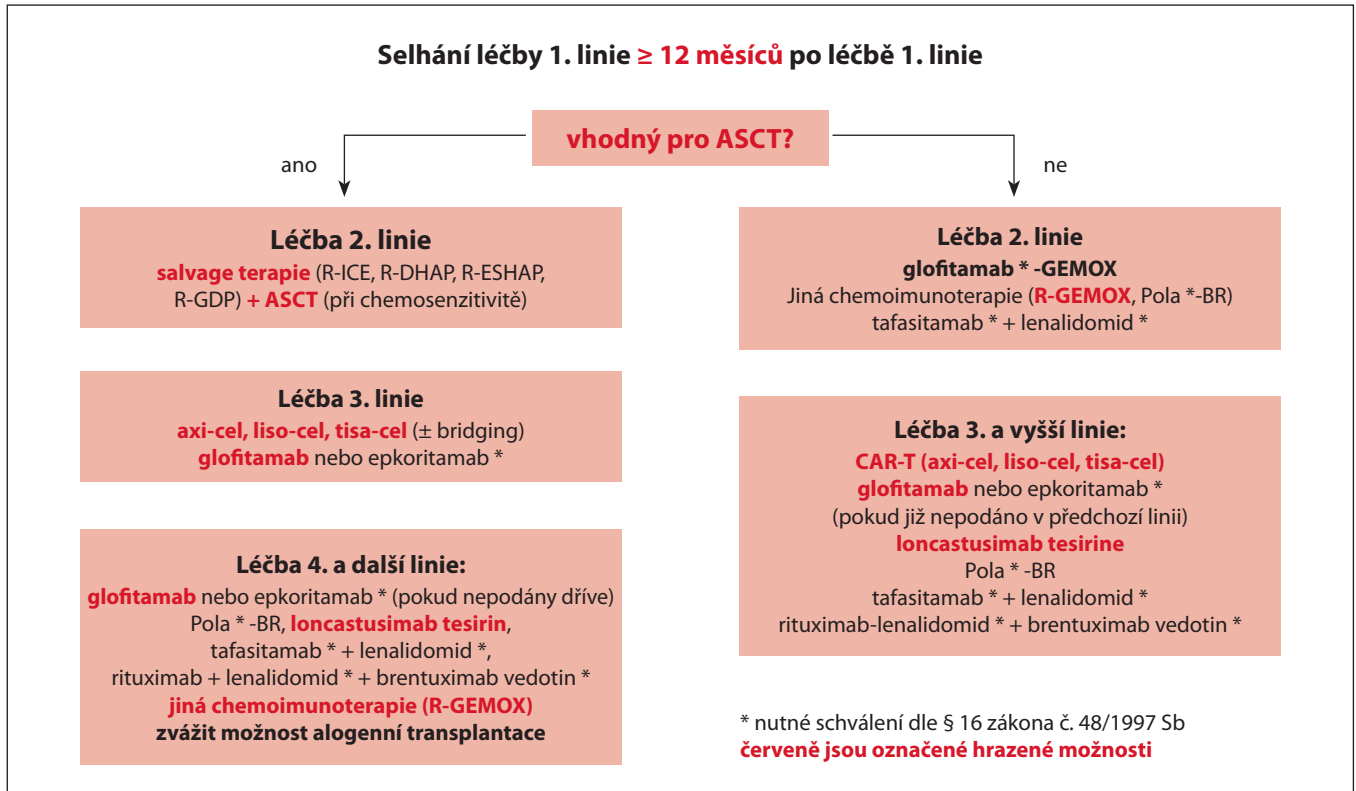 Selhání léčby 1. linie ≥ 12 měsíců po léčbě 1. linie
vhodný pro ASCT?
ano
ne
Léčba 2. linie
salvage terapie (R-ICE, R-DHAP, R-ESHAP,
R-GDP) + ASCT (při chemosenzitivitě)
Léčba 3. linie
axi-cel, liso-cel, tisa-cel (± bridging)
glofitamab nebo epkoritamab *
Léčba 4. a další linie:
glofitamab nebo epkoritamab * (pokud nepodány dříve)
Pola * -BR, loncastusimab tesirin,
tafasitamab * + lenalidomid *,
rituximab + lenalidomid * + brentuximab vedotin *
jiná chemoimunoterapie (R-GEMOX)
zvážit možnost alogenní transplantace
Léčba 2. linie
glofitamab * -GEMOX
Jiná chemoimunoterapie (R-GEMOX, Pola *-BR)
tafasitamab * + lenalidomid *
Léčba 3. a vyšší linie:
CAR-T (axi-cel, liso-cel, tisa-cel)
glofitamab nebo epkoritamab *
(pokud již nepodáno v předchozí linii)
loncastusimab tesirine
Pola * -BR
tafasitamab * + lenalidomid *
rituximab-lenalidomid * + brentuximab vedotin *
* nutné schválení dle § 16 zákona č. 48/1997 Sb
červeně jsou označené hrazené možnosti